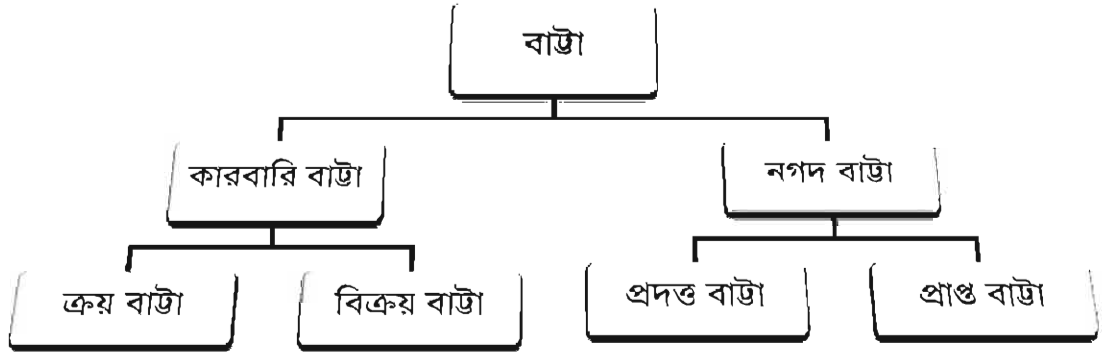 বাট্টা
কারবারি বাট্টা
নগদ বাট্টা
ক্রয় বাট্টা
বিক্রয় বাট্টা
প্রদত্ত বাট্টা
প্রাপ্ত বাট্টা